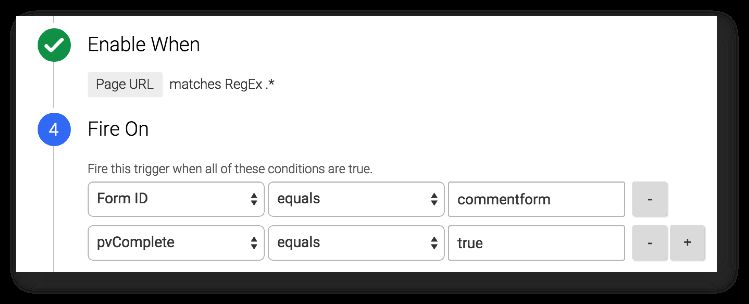 Enable When
Page URL matches RegEx .*
4 Fire On
Fire this trigger when all of these conditions are true.
Form ID equals commentform -
pvComplete equals true - +